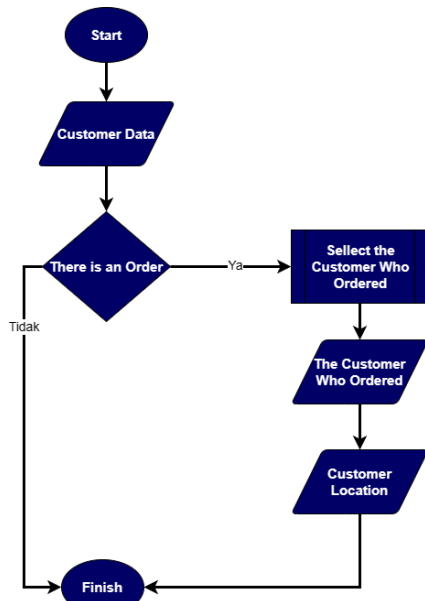 Start
Customer Data
There is an Order
Ya
Sellect the
Customer Who
Ordered
Tidak
The Customer
Who Ordered
Customer
Location
Finish